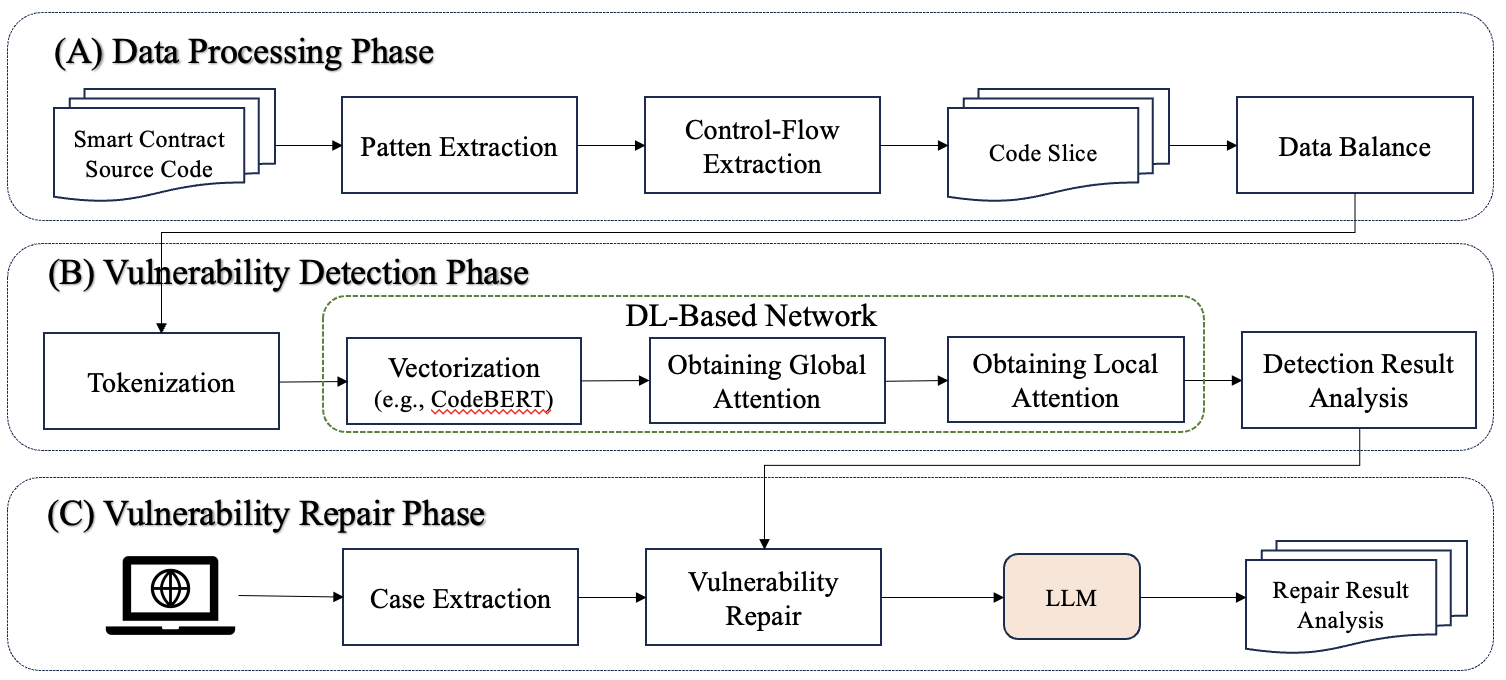 (A) Data Processing Phase
Smart Contract
Source Code
Patten Extraction
Control-Flow
Extraction
Code Slice
Data Balance
(B) Vulnerability Detection Phase
DL-Based Network
Tokenization
Vectorization
(e.g., CodeBERT)
Obtaining Global
Attention
Obtaining Local
Attention
Detection Result
Analysis
(C) Vulnerability Repair Phase
Case Extraction
Vulnerability
Repair
LLM
Repair Result
Analysis